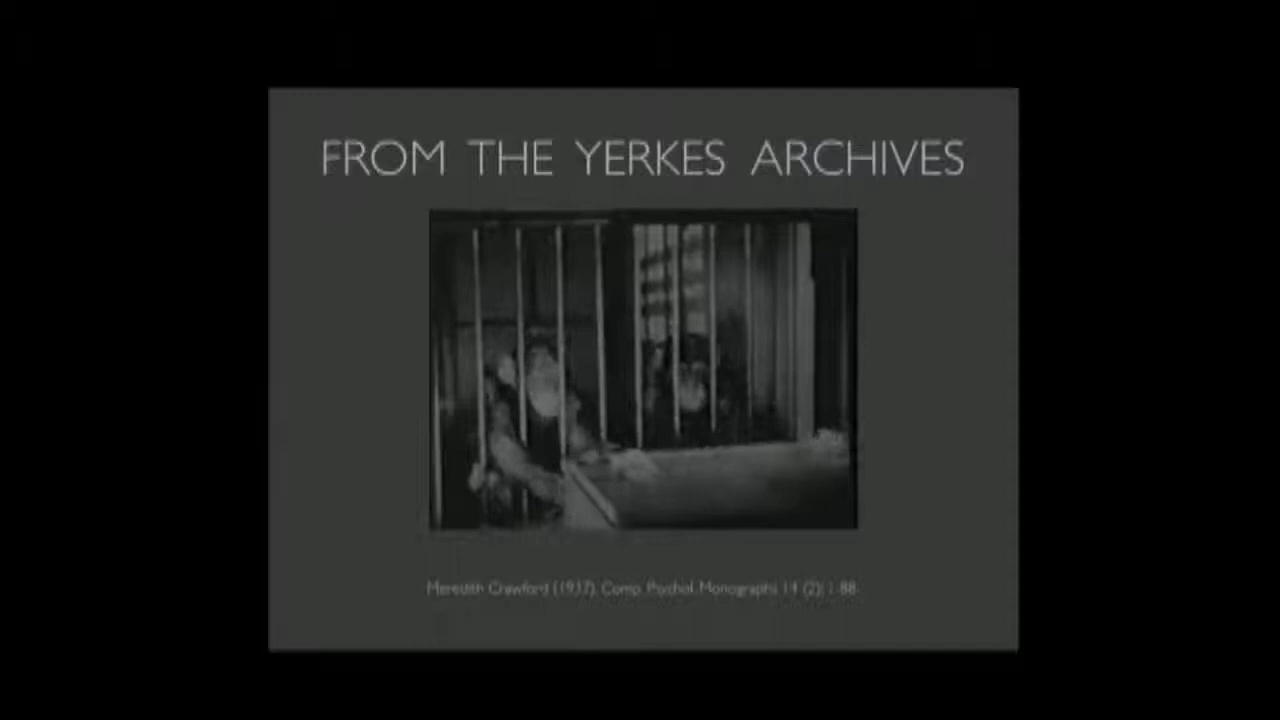 FROM THE YERKES ARCHIVES
Meredith Crawford (1937). Comp. Psychol. Monographs 14 (2) 1-88.